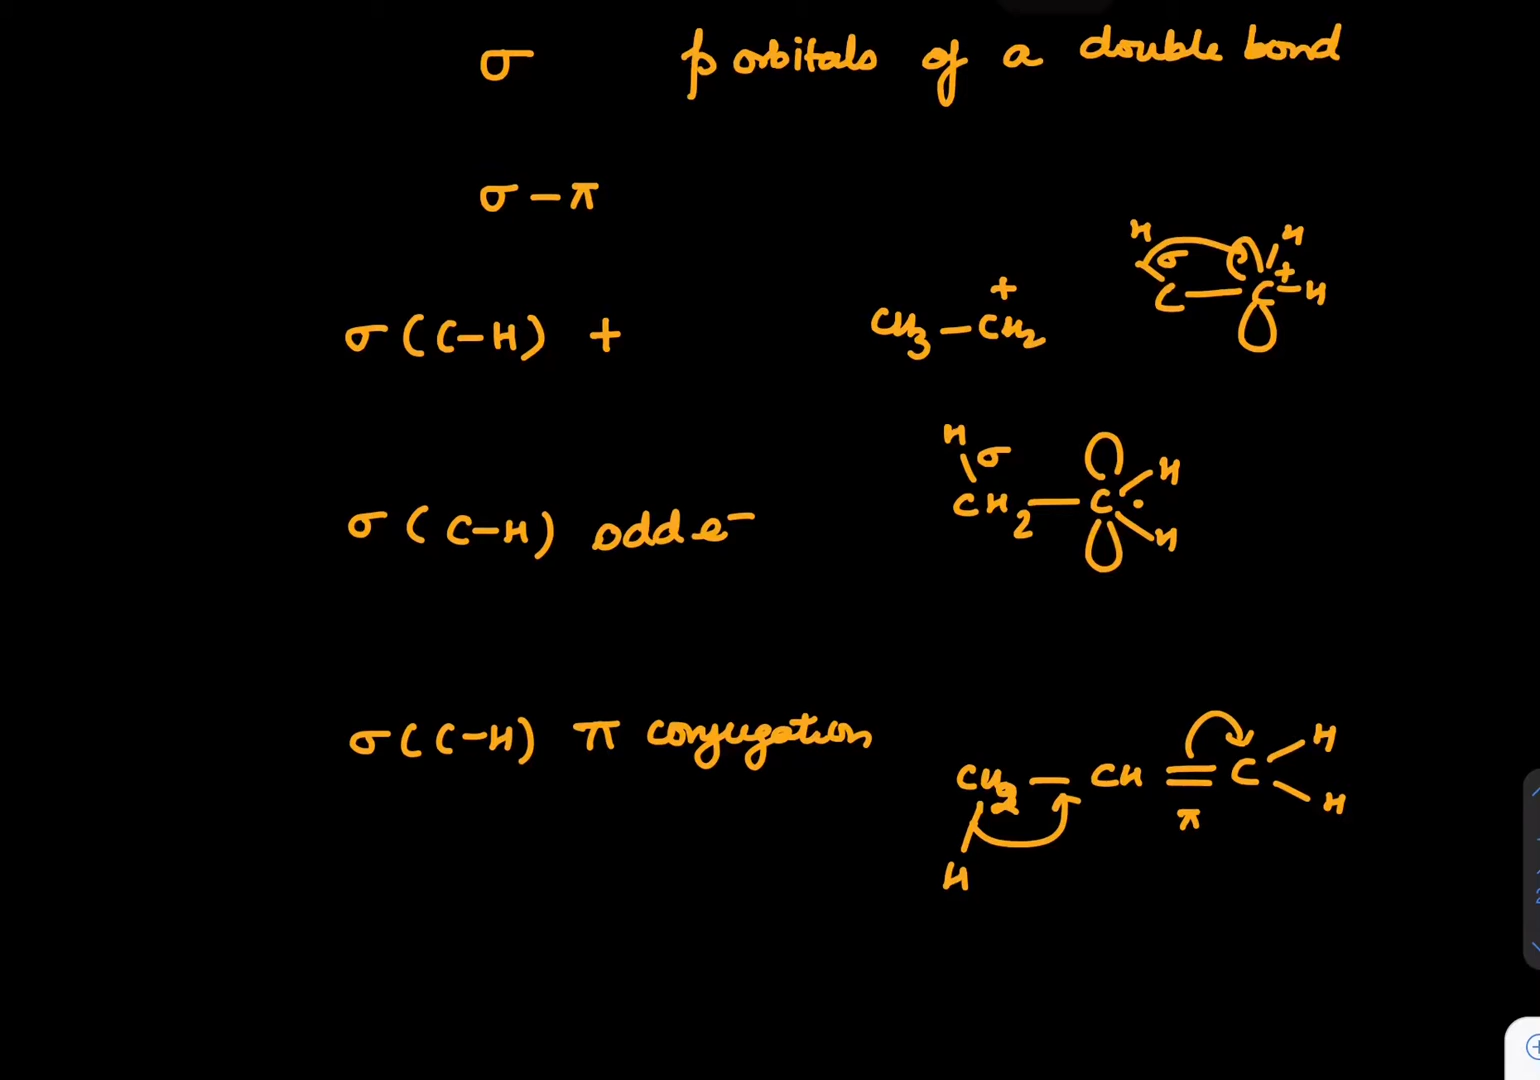 σ p orbitals of a double bond
σ – π
H σ H
C – C + – H
σ (C–H) + CH3 – CH2 +
H σ
CH2 – C · H H
σ (C–H) odd e–
σ (C–H) π conjugation
CH2 – CH = C H H
π
H